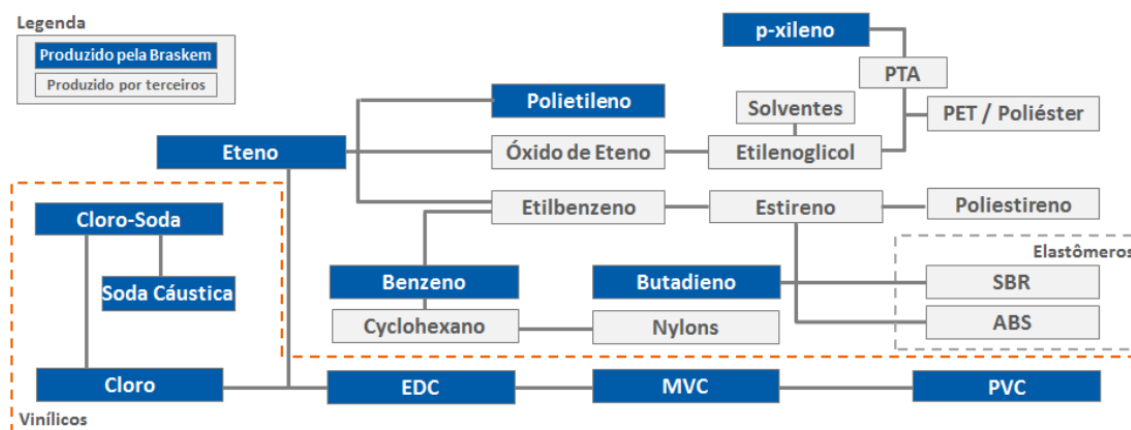 Legenda
Produzido pela Braskem
Produzido por terceiros
p-xileno
PTA
Polietileno
Solventes
PET / Poliéster
Eteno
Óxido de Eteno
Etilenoglicol
Cloro-Soda
Etilbenzeno
Estireno
Poliestireno
Elastômeros
Soda Cáustica
Benzeno
Butadieno
SBR
Cyclohexano
Nylons
ABS
Cloro
EDC
MVC
PVC
Vinílicos